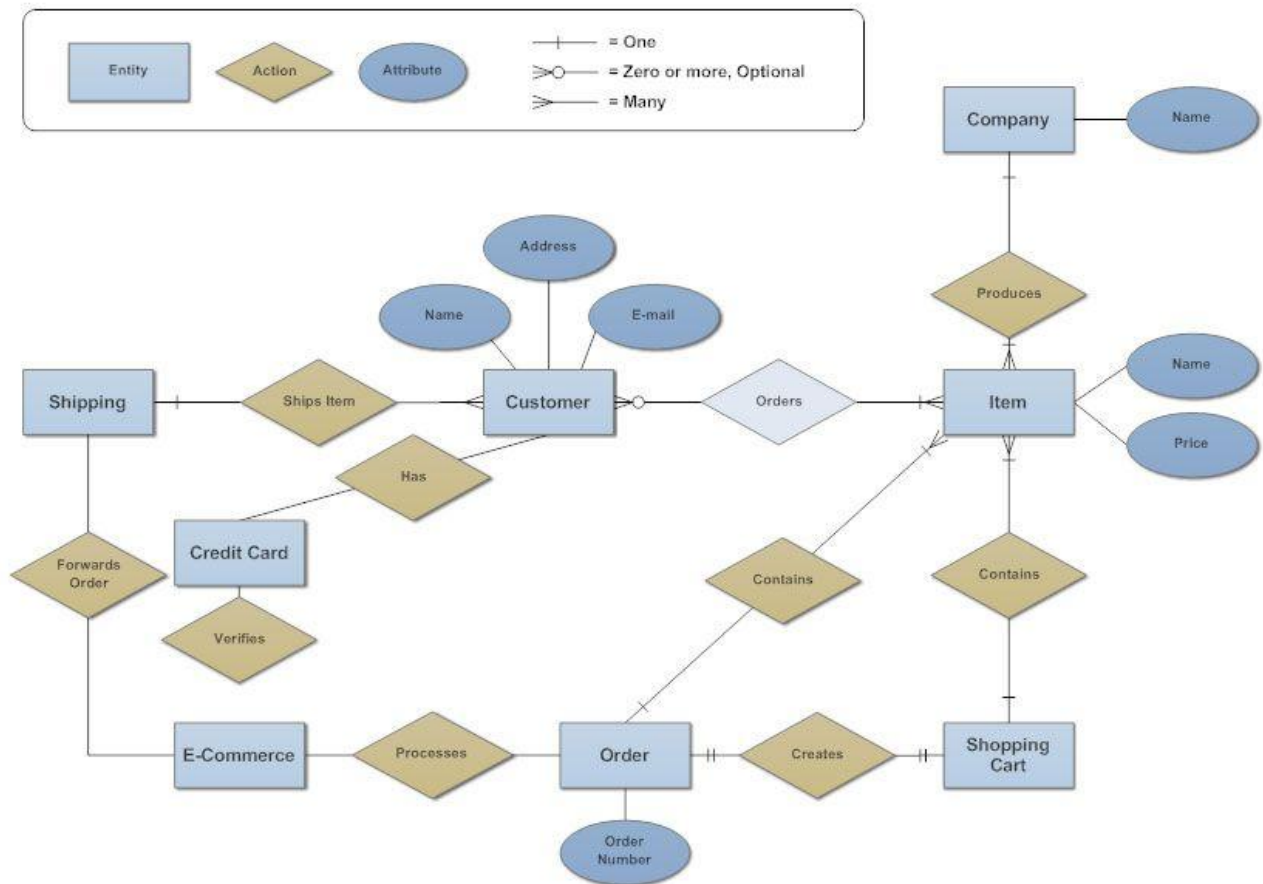 Entity
Action
Attribute
= One
= Zero or more, Optional
= Many
Company
Name
Address
Name
E-mail
Produces
Shipping
Ships Item
Customer
Orders
Item
Name
Price
Has
Credit Card
Forwards
Order
Contains
Contains
Verifies
E-Commerce
Processes
Order
Creates
Shopping
Cart
Order
Number